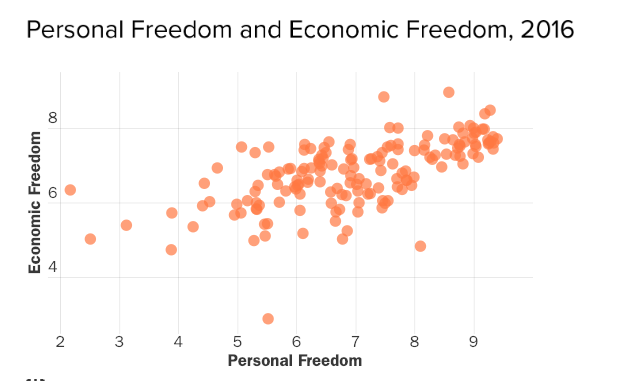 Personal Freedom and Economic Freedom, 2016
8
6
4
Economic Freedom
2 3 4 5 6 7 8 9
Personal Freedom